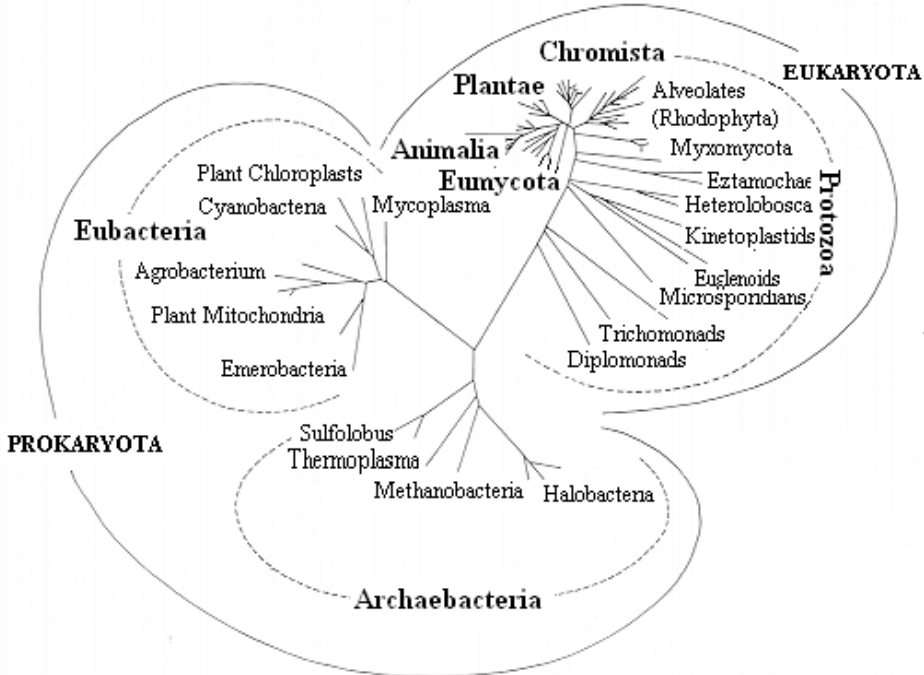 Chromista
EUKARYOTA
Plantae
Alveolates
(Rhodophyta)
Animalia
Myxomycota
Eumycota
Eztamochae
Heterolobosca
Protozoa
Kinetoplastids
Euglenoids
Microspondians
Trichomonads
Diplomonads
Plant Chloroplasts
Cyanobacteria
Mycoplasma
Eubacteria
Agrobacterium
Plant Mitochondria
Emerobacteria
PROKARYOTA
Sulfolobus
Thermoplasma
Methanobacteria
Halobacteria
Archaebacteria